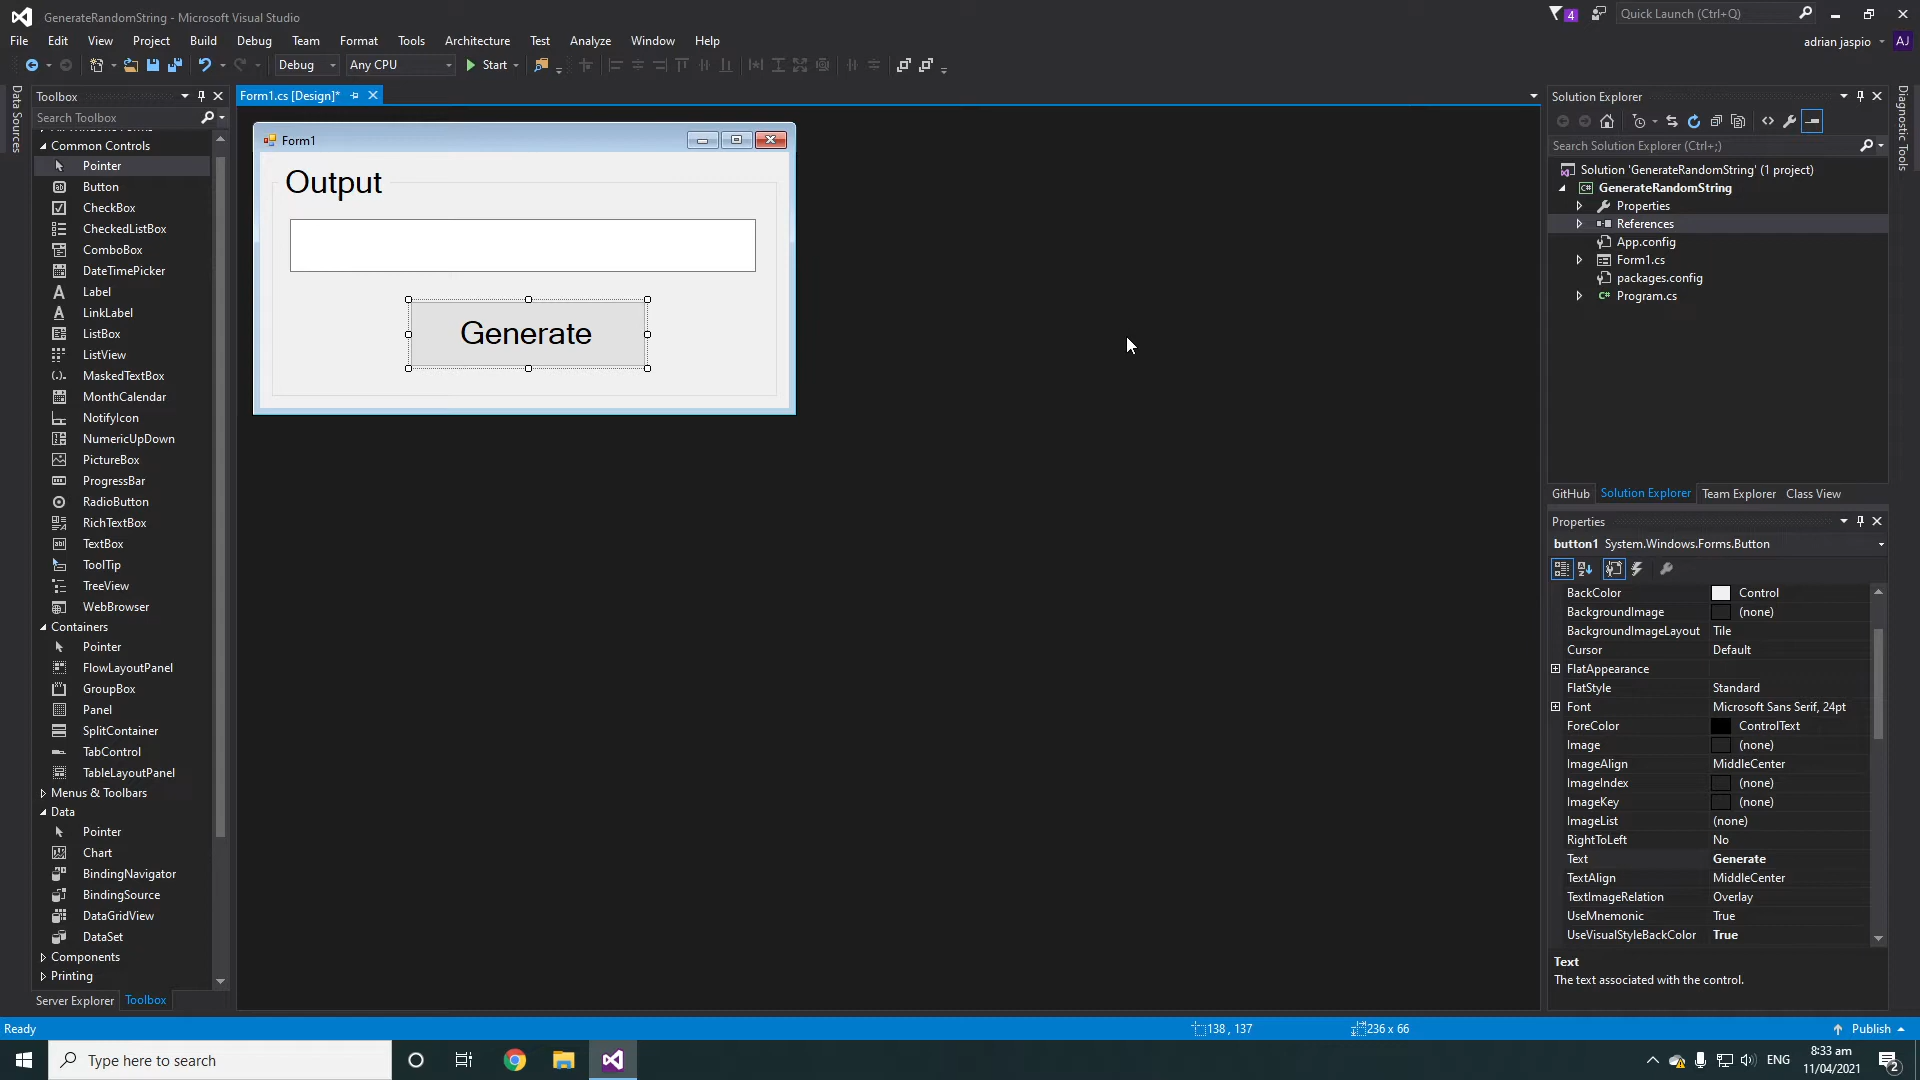 GenerateRandomString - Microsoft Visual Studio
4
Quick Launch (Ctrl+Q)
File Edit View Project Build Debug Team Format Tools Architecture Test Analyze Window Help
adrian jaspio AJ
Debug Any CPU Start
Data Sources
Toolbox
Search Toolbox
Common Controls
Pointer
Button
CheckBox
CheckedListBox
ComboBox
DateTimePicker
Label
LinkLabel
ListBox
ListView
MaskedTextBox
MonthCalendar
NotifyIcon
NumericUpDown
PictureBox
ProgressBar
RadioButton
RichTextBox
TextBox
ToolTip
TreeView
WebBrowser
Containers
Pointer
FlowLayoutPanel
GroupBox
Panel
SplitContainer
TabControl
TableLayoutPanel
Menus & Toolbars
Data
Pointer
Chart
BindingNavigator
BindingSource
DataGridView
DataSet
Components
Printing
Server Explorer Toolbox
Form1.cs [Design]*
Form1
Output
Generate
Solution Explorer
Search Solution Explorer (Ctrl+;)
Solution 'GenerateRandomString' (1 project)
GenerateRandomString
Properties
References
App.config
Form1.cs
packages.config
Program.cs
GitHub Solution Explorer Team Explorer Class View
Properties
button1 System.Windows.Forms.Button
BackColor Control
BackgroundImage (none)
BackgroundImageLayout Tile
Cursor Default
FlatAppearance
FlatStyle Standard
Font Microsoft Sans Serif, 24pt
ForeColor ControlText
Image (none)
ImageAlign MiddleCenter
ImageIndex (none)
ImageKey (none)
ImageList (none)
RightToLeft No
Text Generate
TextAlign MiddleCenter
TextImageRelation Overlay
UseMnemonic True
UseVisualStyleBackColor True
Text
The text associated with the control.
Diagnostic Tools
Ready 138 , 137 236 x 66 Publish
Type here to search
ENG
8:33 am
11/04/2021
2